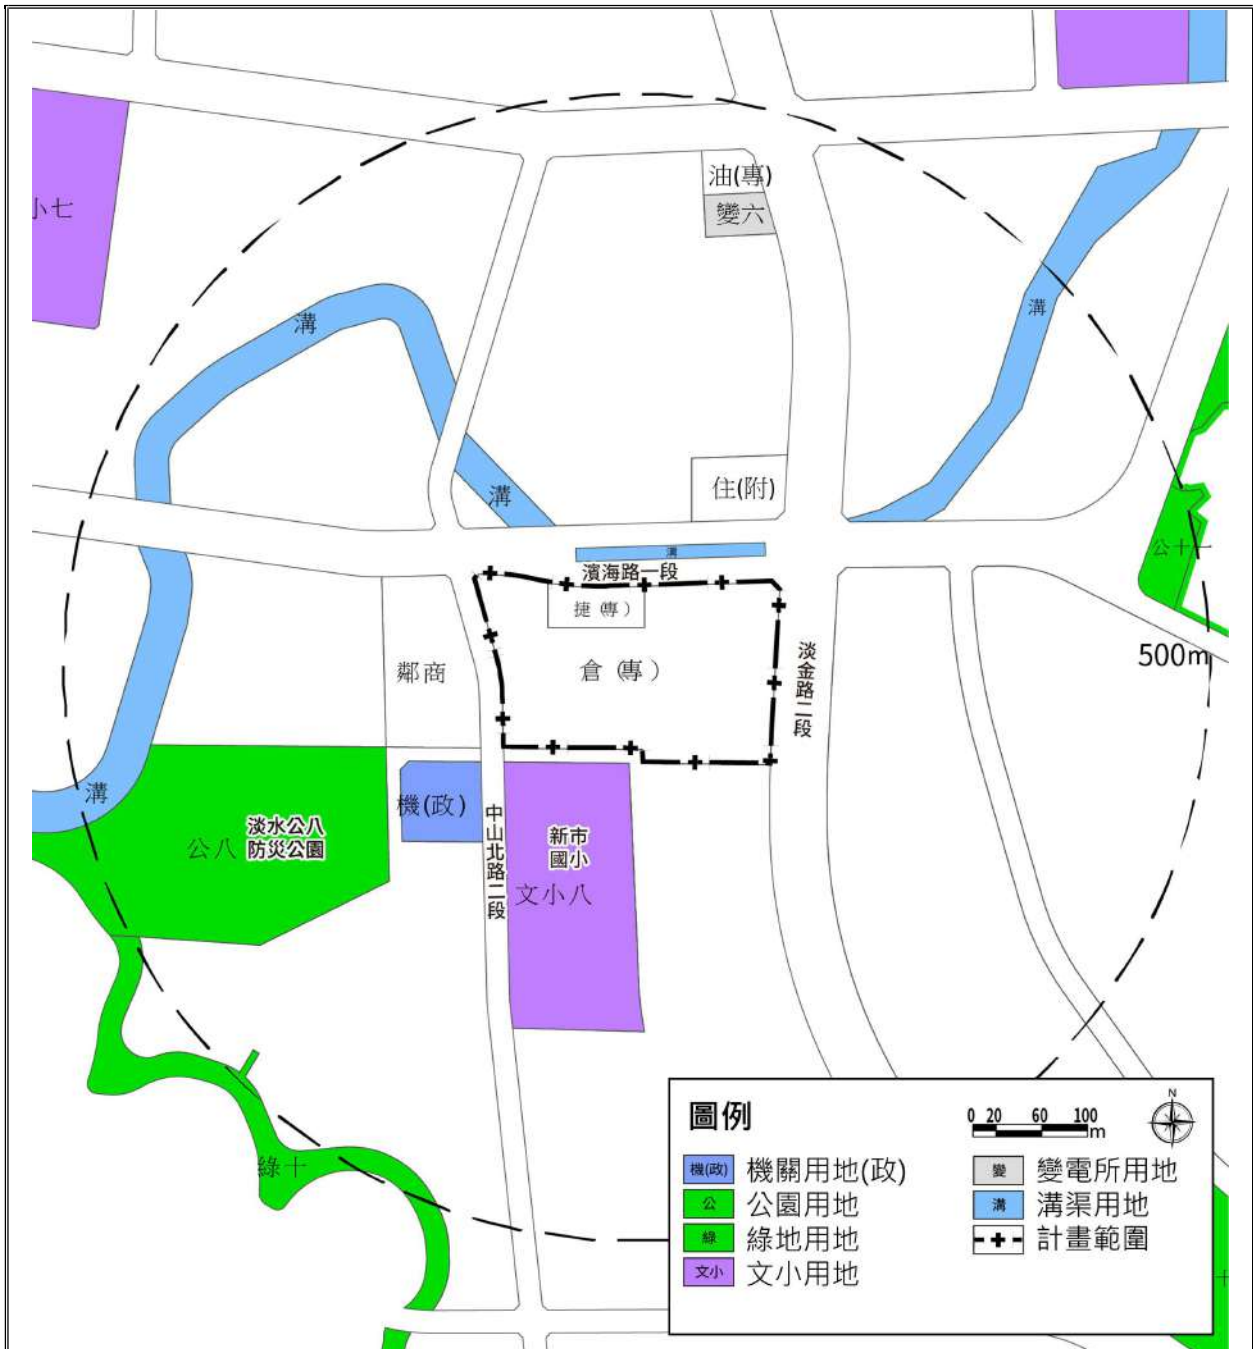 油(專)
變六
小七
溝
溝
溝
住(附)
公十一
溝
濱海路一段
捷(專)
倉(專)
鄰商
淡金路二段
500m
溝
機(政)
公八
淡水公八
防災公園
中山北路二段
新市
國小
文小八
綠十
十
圖例
0 20 60 100
m
N
機(政) 機關用地(政)
公 公園用地
綠 綠地用地
文小 文小用地
變 變電所用地
溝 溝渠用地
計畫範圍